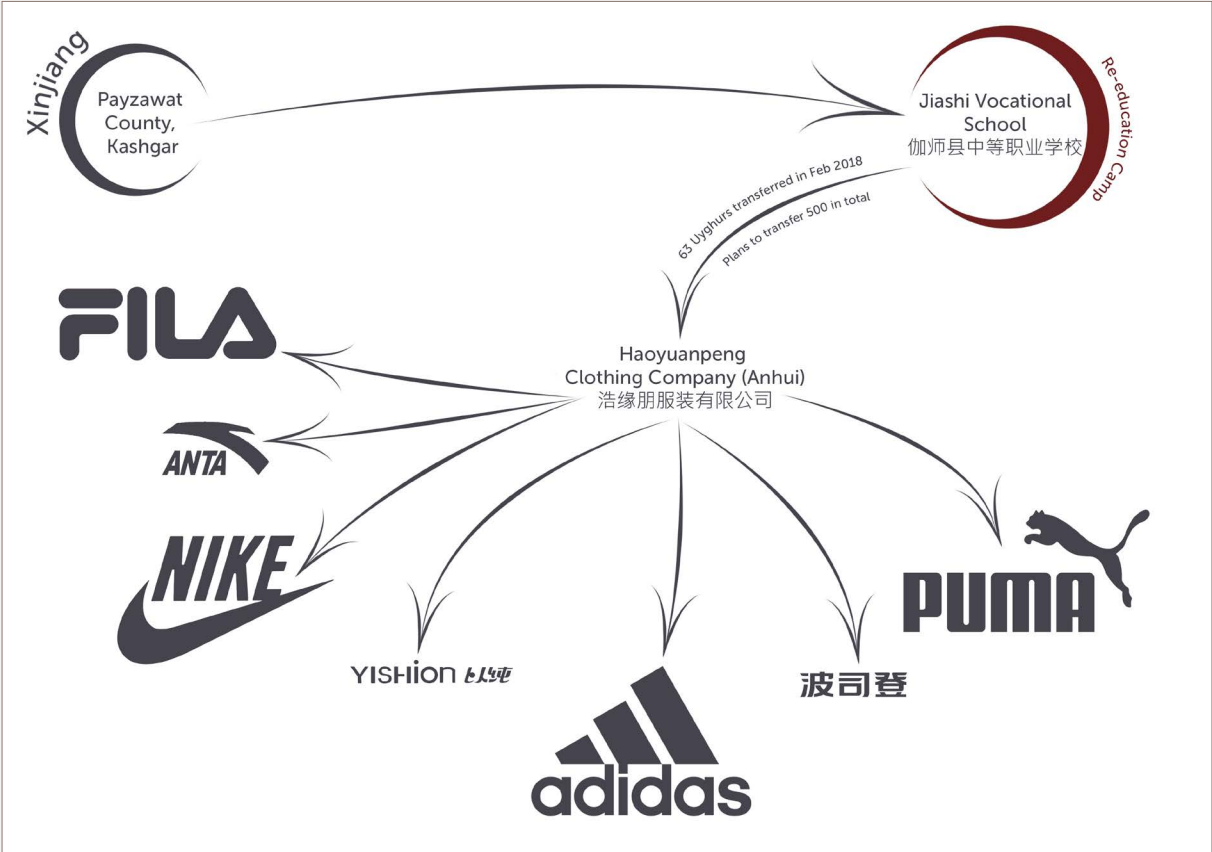 Xinjiang
Payzawat
County,
Kashgar
Jiashi Vocational
School
伽师县中等职业学校
Re-education Camp
63 Uyghurs transferred in Feb 2018
Plans to transfer 500 in total
Haoyuanpeng
Clothing Company (Anhui)
浩缘朋服装有限公司
FILA
ANTA
NIKE
YISHION 以纯
adidas
波司登
PUMA